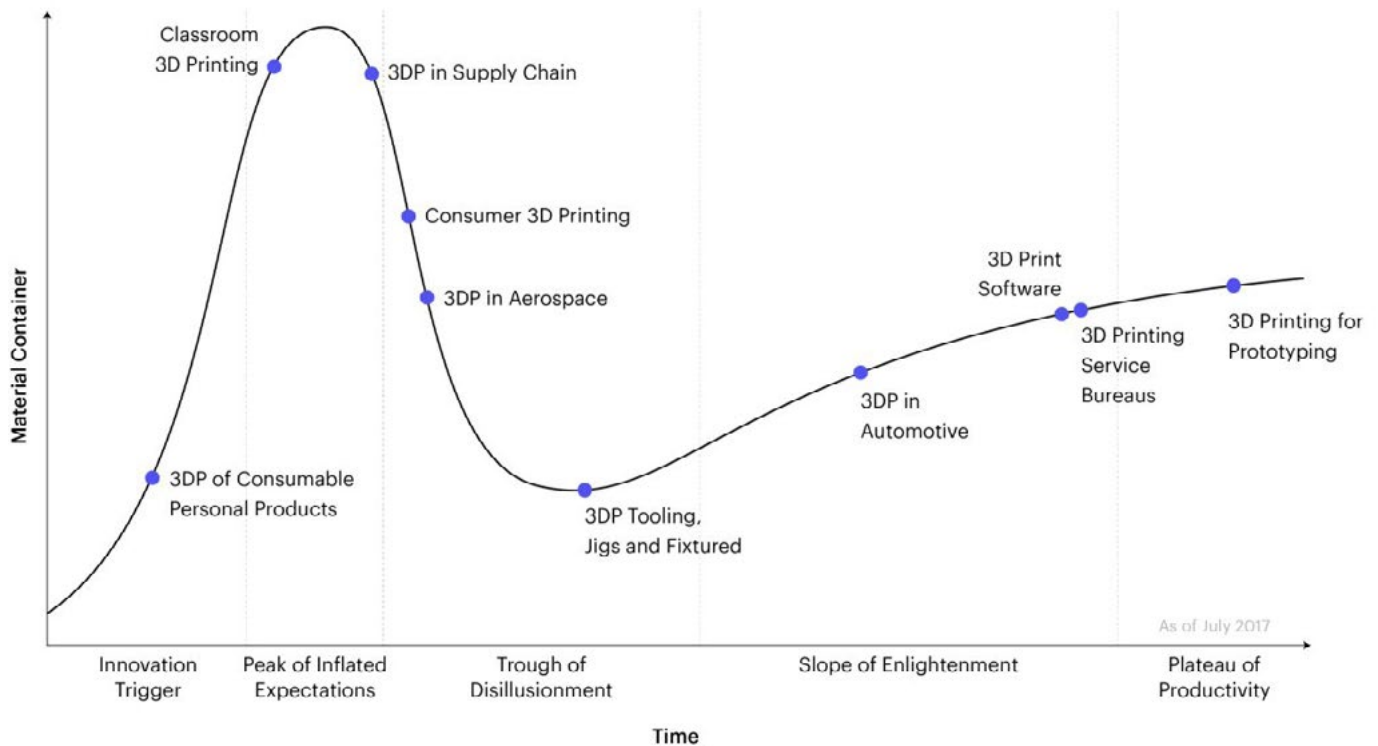 Classroom
3D Printing
3DP in Supply Chain
Consumer 3D Printing
3DP in Aerospace
3D Print
Software
3D Printing for
Prototyping
3D Printing
Service
Bureaus
3DP in
Automotive
Material Container
3DP of Consumable
Personal Products
3DP Tooling,
Jigs and Fixtured
As of July 2017
Innovation
Trigger
Peak of Inflated
Expectations
Trough of
Disillusionment
Slope of Enlightenment
Plateau of
Productivity
Time